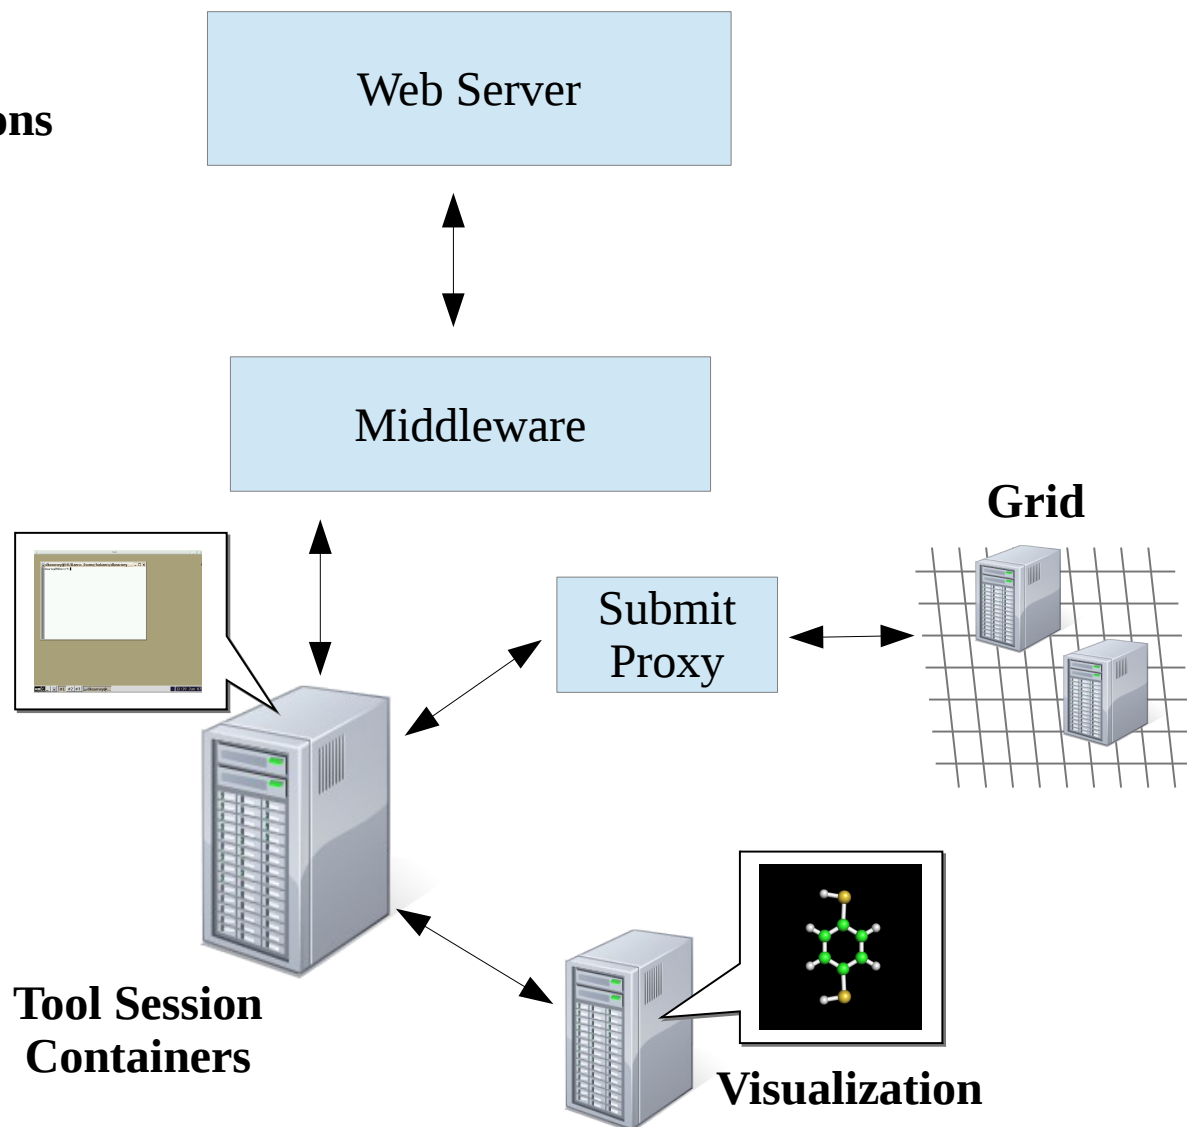 Web Server
ons
Middleware
Grid
Submit
Proxy
Tool Session
Containers
Visualization